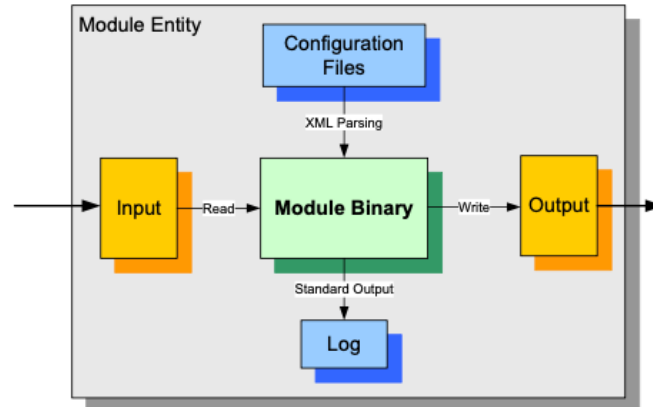 Module Entity
Configuration
Files
XML Parsing
Input
Read
Module Binary
Write
Output
Standard Output
Log